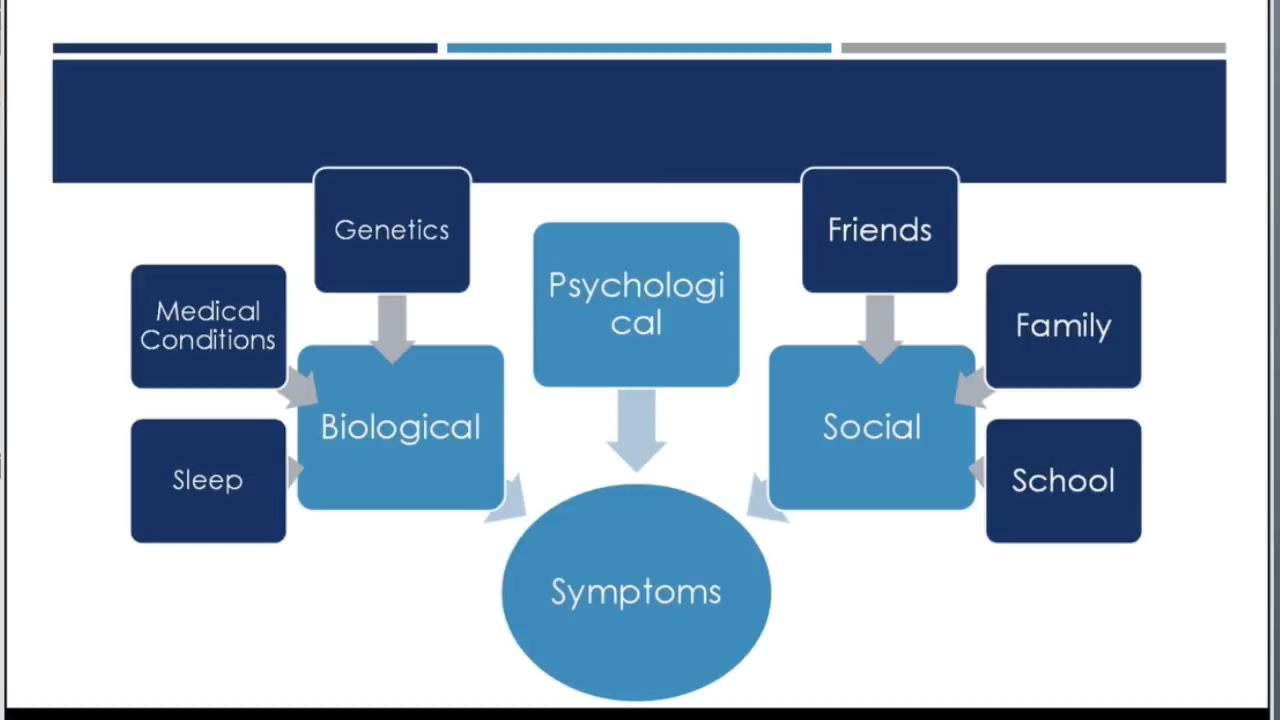 Genetics
Friends
Psychologi
cal
Medical
Conditions
Family
Biological
Social
Sleep
School
Symptoms